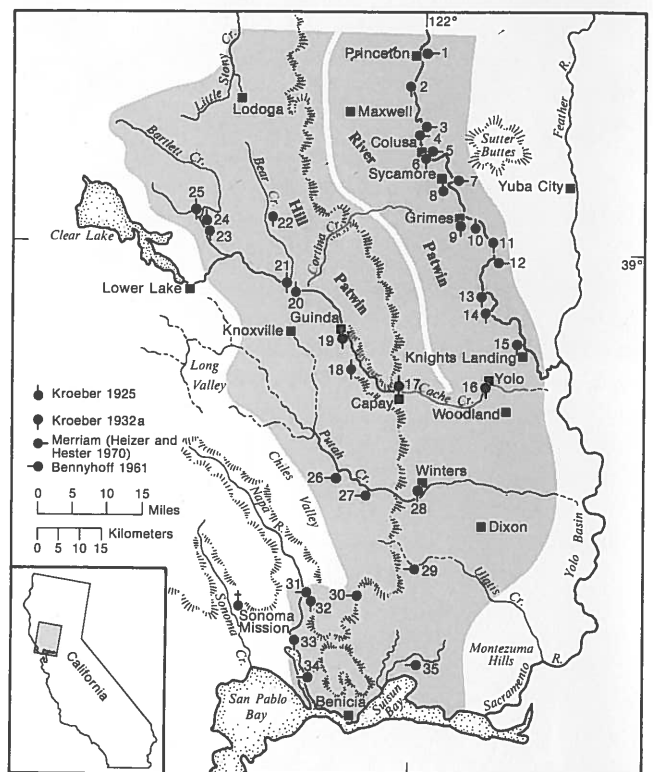 122°
Princeton
1
Little Stony Cr.
2
Feather R.
Lodoga
Maxwell
Bartlett Cr.
3
4
Colusa
5
6
Sutter
Buttes
River
Bear Cr.
Sycamore
7
8
Yuba City
25
24
23
22
Hill
Grimes
9
10
11
Clear Lake
Cortina Cr.
Patwin
12
39°
Lower Lake
21
20
Patwin
13
14
Guinda
Knoxville
19
15
Knights Landing
Long
Valley
18
17
Cache Cr.
16
Yolo
Capay
Woodland
Kroeber 1925
Kroeber 1932a
Merriam (Heizer and
Hester 1970)
Bennyhoff 1961
Putah Cr.
Chiles
Valley
26
27
Winters
28
0 5 10 15
Miles
Kilometers
0 5 10 15
Napa R.
Dixon
Yolo Basin
29
Ulatis Cr.
31
32
30
Sonoma
Mission
Sonoma Cr.
33
34
35
Montezuma
Hills
Sacramento R.
California
San Pablo
Bay
Benicia
Suisun
Bay